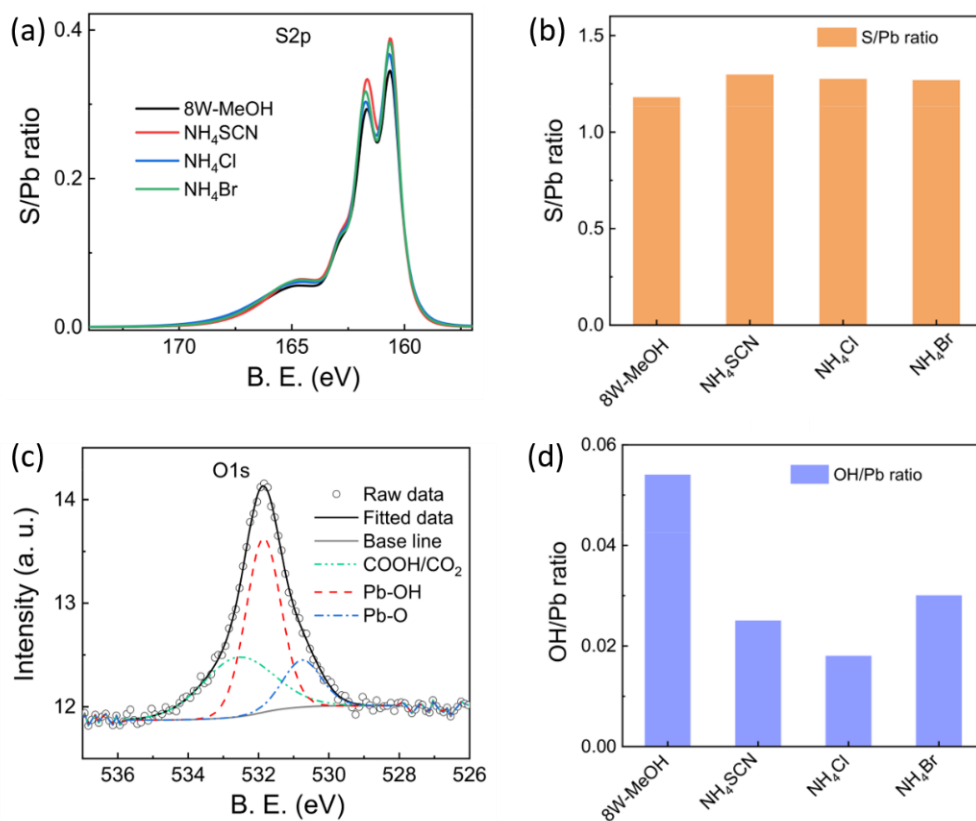 (a)
S2p
8W-MeOH
NH₄SCN
NH₄Cl
NH₄Br
S/Pb ratio
0.4
0.2
0.0
170
165
160
B. E. (eV)
(b)
S/Pb ratio
S/Pb ratio
1.5
1.0
0.5
0.0
8W-MeOH
NH₄SCN
NH₄Cl
NH₄Br
(c)
O1s
Raw data
Fitted data
Base line
COOH/CO₂
Pb-OH
Pb-O
Intensity (a. u.)
14
13
12
536
534
532
530
528
526
B. E. (eV)
(d)
OH/Pb ratio
OH/Pb ratio
0.06
0.04
0.02
0.00
8W-MeOH
NH₄SCN
NH₄Cl
NH₄Br